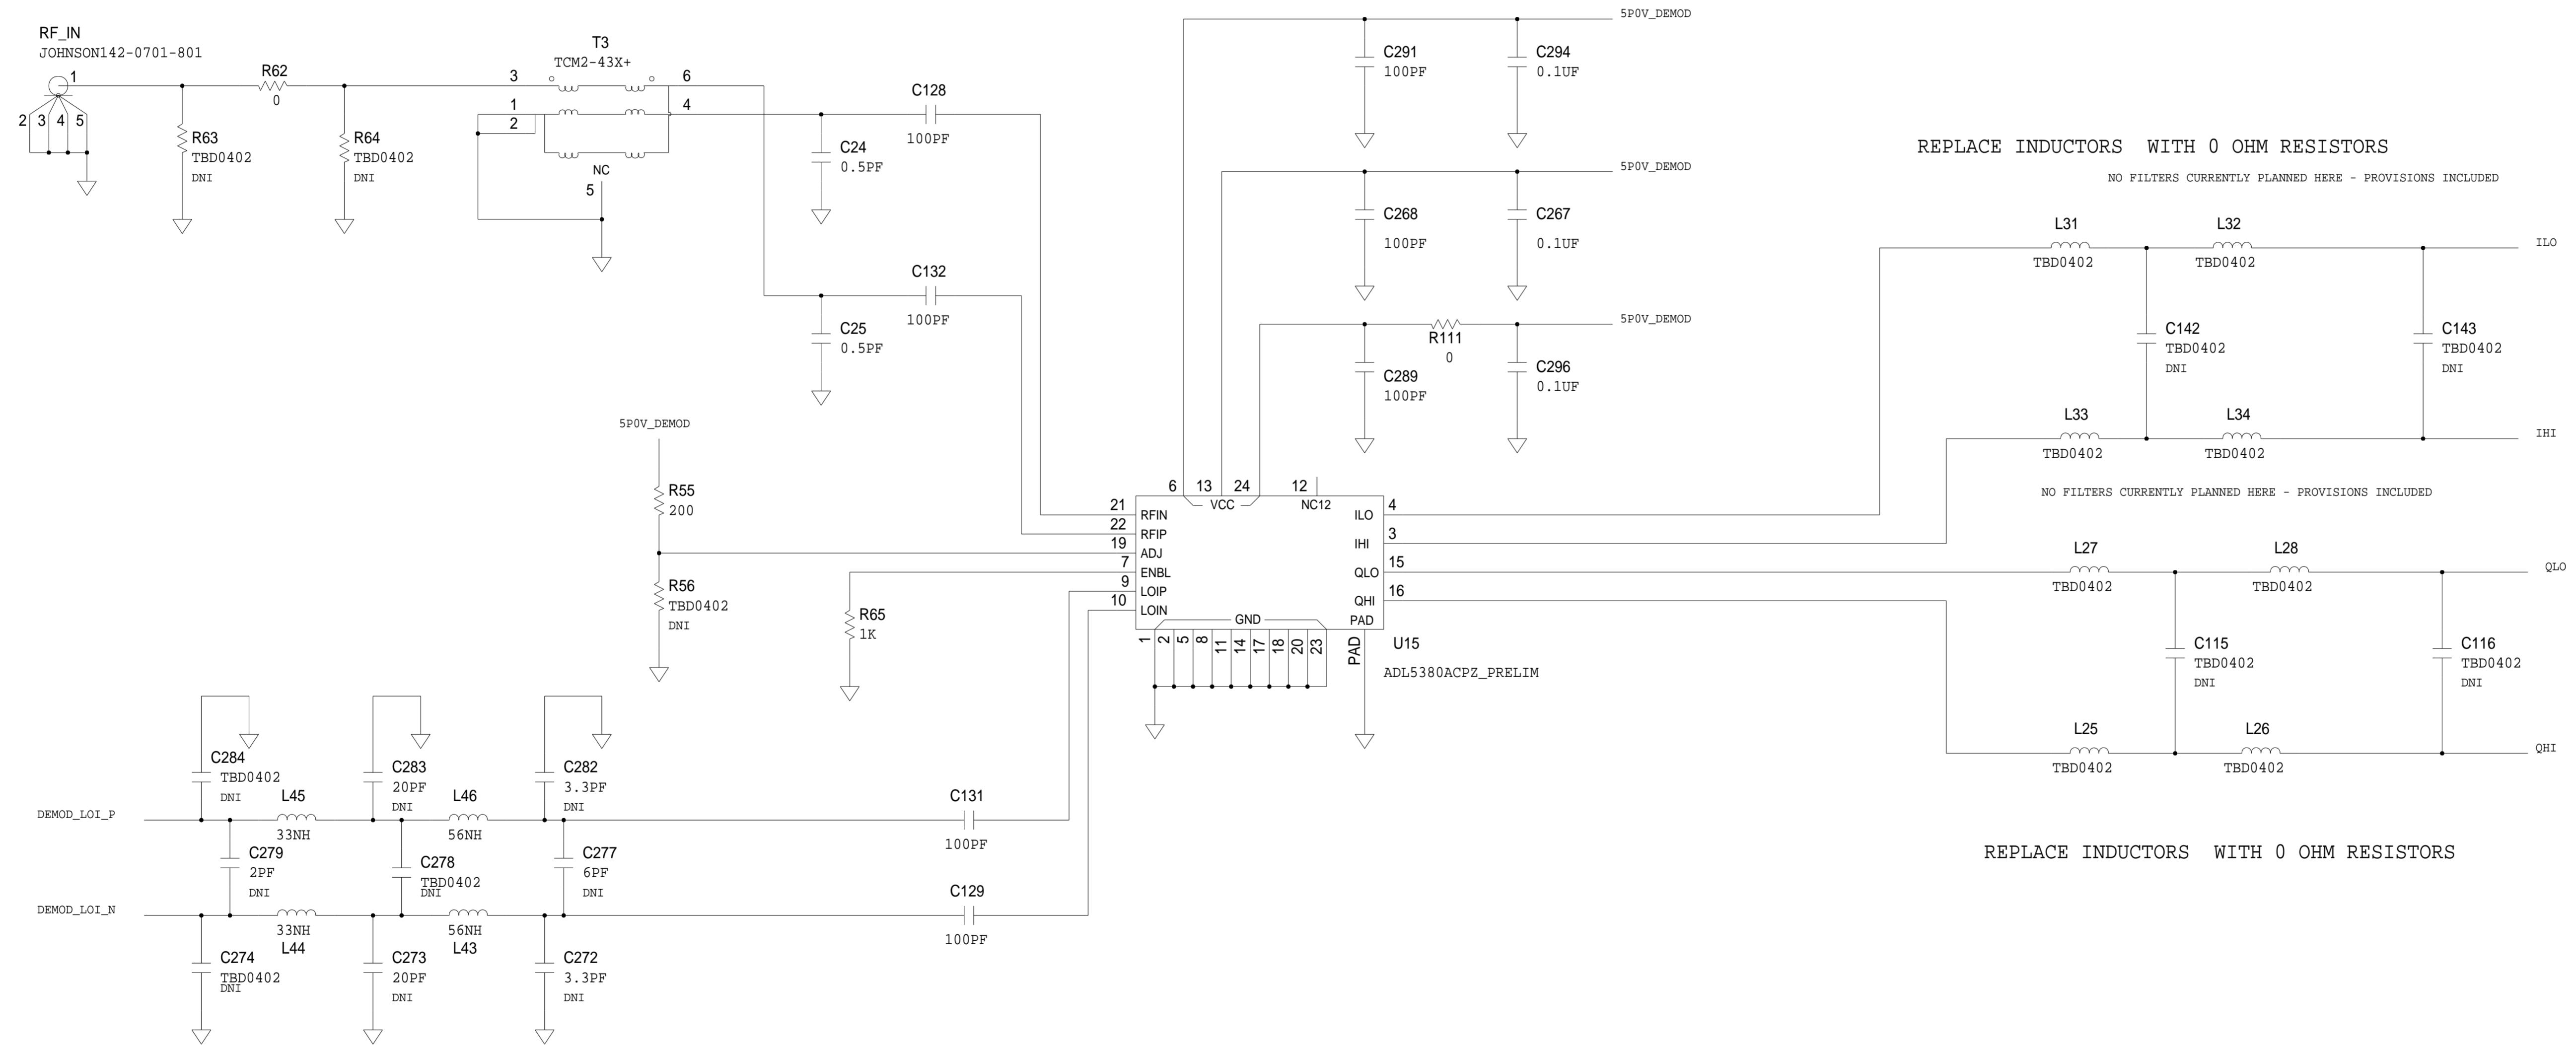 RF_IN
JOHNSON142-0701-801
1
2 3 4 5
R62
0
R63
TBD0402
DNI
R64
TBD0402
DNI
T3
TCM2-43X+
3
1
2
6
4
NC
5
C128
100PF
C24
0.5PF
C132
100PF
C25
0.5PF
5P0V_DEMOD
C291
100PF
C294
0.1UF
5P0V_DEMOD
C268
100PF
C267
0.1UF
5P0V_DEMOD
R111
0
C289
100PF
C296
0.1UF
REPLACE INDUCTORS WITH 0 OHM RESISTORS
NO FILTERS CURRENTLY PLANNED HERE - PROVISIONS INCLUDED
L31
TBD0402
L32
TBD0402
ILO
C142
TBD0402
DNI
C143
TBD0402
DNI
L33
TBD0402
L34
TBD0402
IHI
NO FILTERS CURRENTLY PLANNED HERE - PROVISIONS INCLUDED
L27
TBD0402
L28
TBD0402
QLO
C115
TBD0402
DNI
C116
TBD0402
DNI
L25
TBD0402
L26
TBD0402
QHI
REPLACE INDUCTORS WITH 0 OHM RESISTORS
5P0V_DEMOD
R55
200
R56
TBD0402
DNI
R65
1K
6 13 24 12
VCC NC12
21 RFIN
22 RFIP
19 ADJ
7 ENBL
9 LOIP
10 LOIN
ILO 4
IHI 3
QLO 15
QHI 16
GND PAD
1 2 5 8 11 14 17 18 20 23 PAD
U15
ADL5380ACPZ_PRELIM
C284
TBD0402
DNI
C283
20PF
DNI
C282
3.3PF
DNI
DEMOD_LOI_P
L45
33NH
L46
56NH
C131
100PF
C279
2PF
DNI
C278
TBD0402
DNI
C277
6PF
DNI
DEMOD_LOI_N
33NH
L44
56NH
L43
C129
100PF
C274
TBD0402
DNI
C273
20PF
DNI
C272
3.3PF
DNI